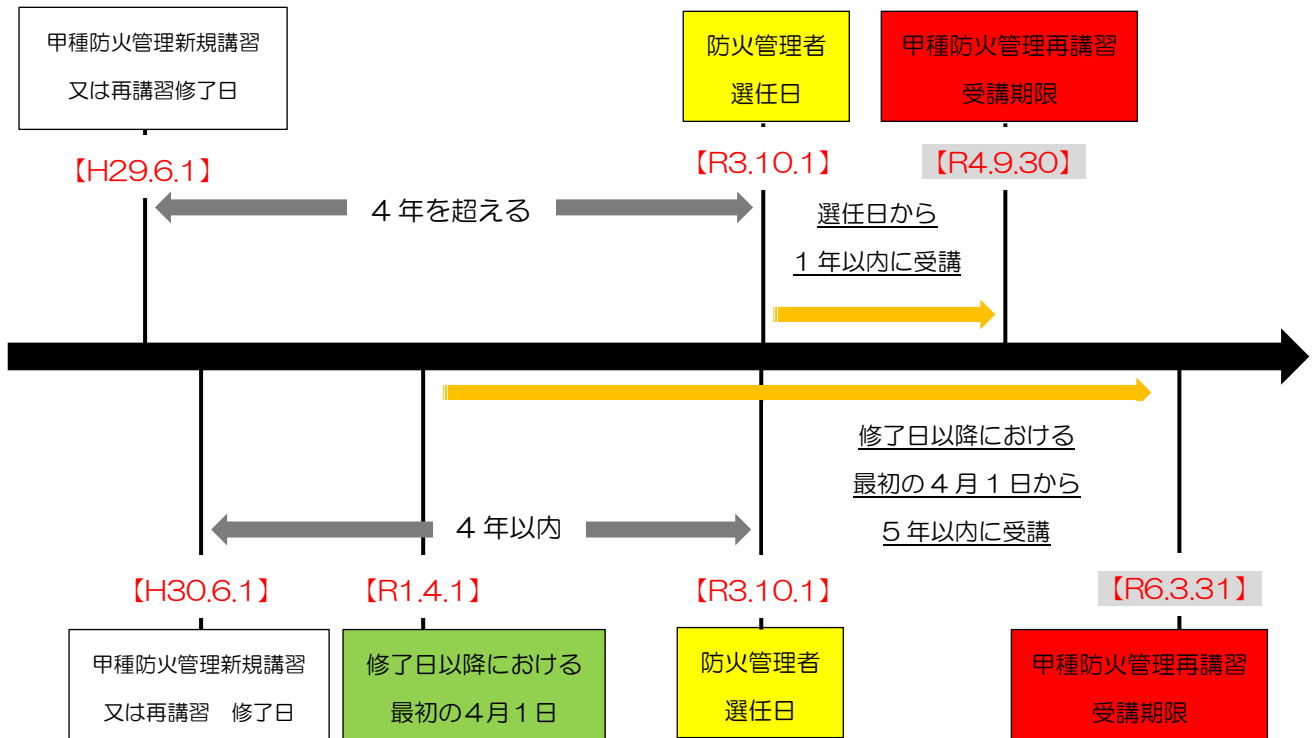 甲種防火管理新規講習
又は再講習修了日
防火管理者
選任日
甲種防火管理再講習
受講期限
【H29.6.1】
【R3.10.1】
【R4.9.30】
4年を超える
選任日から
1年以内に受講
修了日以降における
最初の4月1日から
5年以内に受講
4年以内
【H30.6.1】
【R1.4.1】
【R3.10.1】
【R6.3.31】
甲種防火管理新規講習
又は再講習　修了日
修了日以降における
最初の4月1日
防火管理者
選任日
甲種防火管理再講習
受講期限